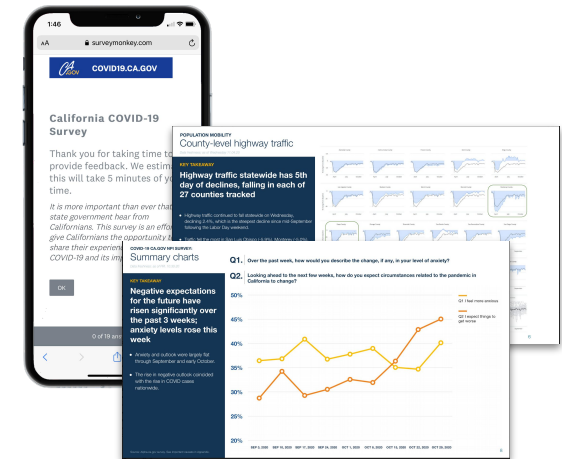 1:46
AA surveymonkey.com
CA.GOV COVID19.CA.GOV
California COVID-19
Survey
Thank you for taking time to
provide feedback. We estim
this will take 5 minutes of yo
time.
It is more important than ever that
state government hear from
Californians. This survey is an effor
give Californians the opportunity t
share their experien
COVID-19 and its im
OK
0 of 19 ans
POPULATION MOBILITY
County-level highway traffic
KEY TAKEAWAY
Highway traffic statewide has 5th
day of declines, falling in each of
27 counties tracked
• Highway traffic continued to fall statewide on Wednesday,
declining 2.4%, which is the steepest decline since mid-September
following the Labor Day weekend.
COVID-19.CA.GOV SURVEY:
Summary charts
KEY TAKEAWAY
Negative expectations
for the future have
risen significantly over
the past 3 weeks;
anxiety levels rose this
week
• Anxiety and outlook were largely flat
through September and early October.
• The rise in negative outlook coincided
with the rise in COVID cases
nationwide.
Q1. Over the past week, how would you describe the change, if any, in your level of anxiety?
Q2. Looking ahead to the next few weeks, how do you expect circumstances related to the pandemic in
California to change?
50%
45%
40%
35%
30%
25%
20%
SEP 3, 2020 SEP 10, 2020 SEP 17, 2020 SEP 24, 2020 OCT 1, 2020 OCT 8, 2020 OCT 15, 2020 OCT 22, 2020 OCT 29, 2020
Q1 I feel more anxious
Q2 I expect things to
get worse